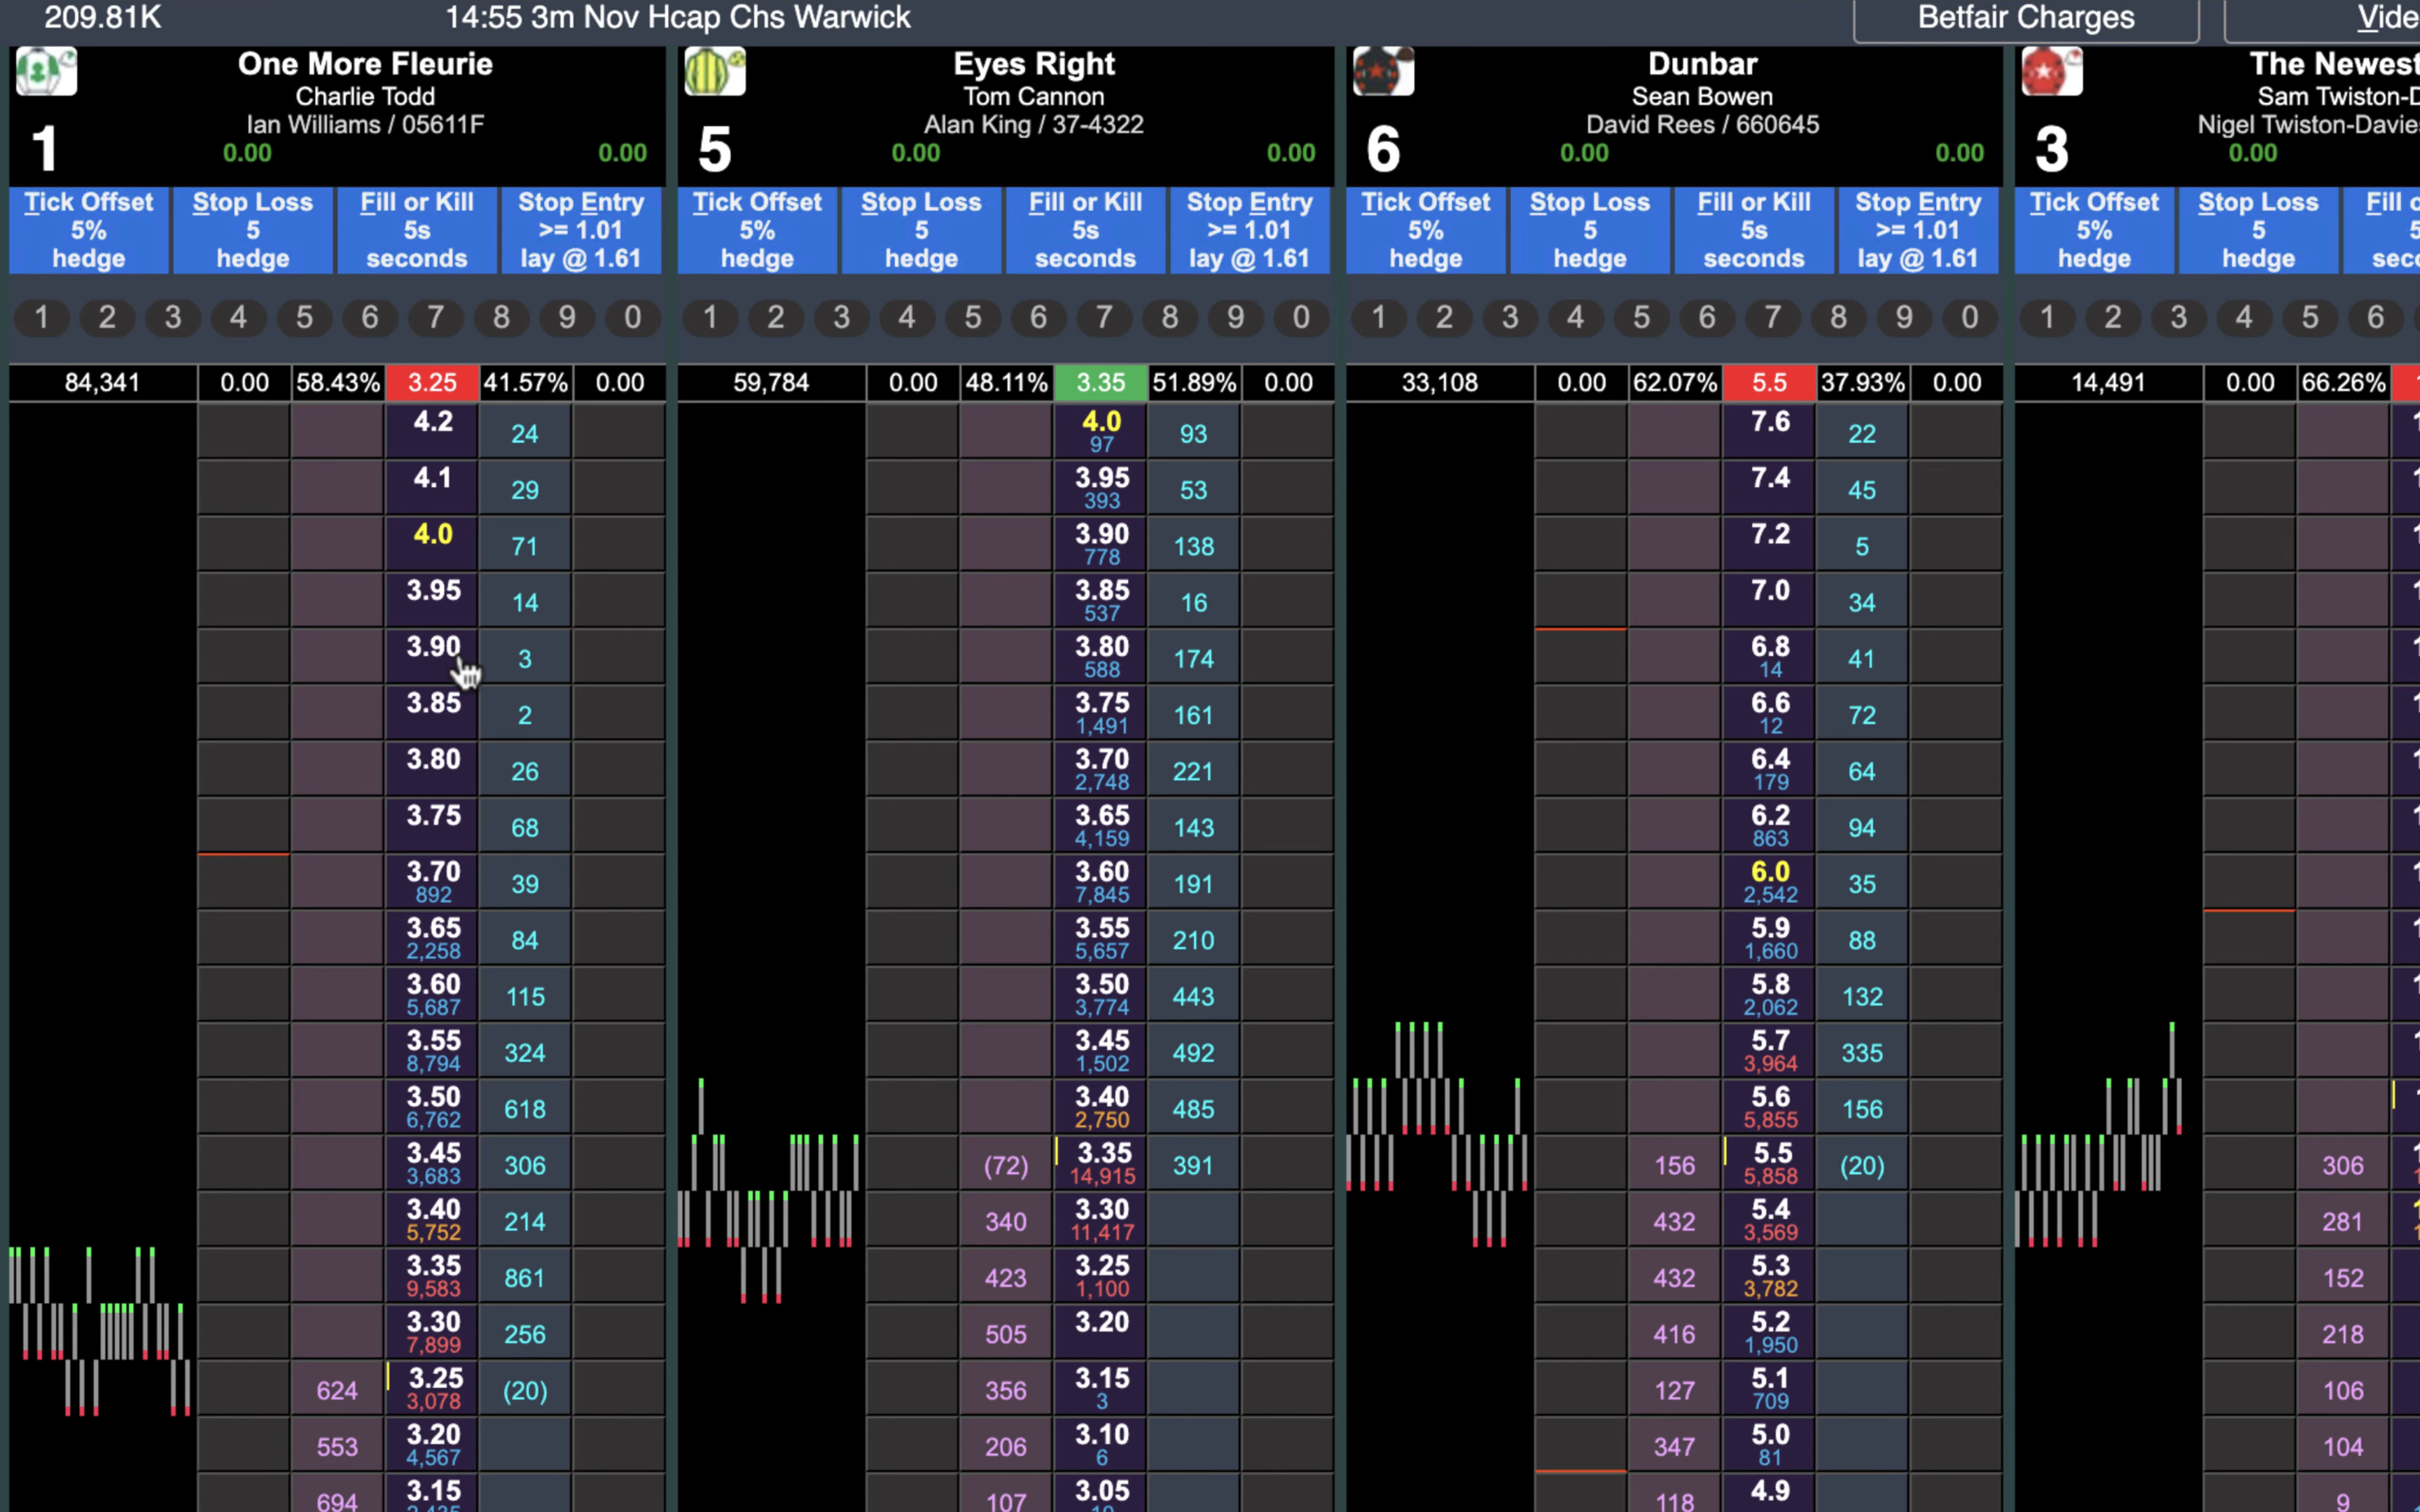 209.81K 14:55 3m Nov Hcap Chs Warwick Betfair Charges Vide
One More Fleurie
Charlie Todd
Ian Williams / 05611F
1 0.00 0.00
Tick Offset Stop Loss Fill or Kill Stop Entry
5% 5 5s >= 1.01
hedge hedge seconds lay @ 1.61
1 2 3 4 5 6 7 8 9 0
84,341 0.00 58.43% 3.25 41.57% 0.00
4.2 24
4.1 29
4.0 71
3.95 14
3.90 3
3.85 2
3.80 26
3.75 68
3.70 39
892
3.65 84
2,258
3.60 115
5,687
3.55 324
8,794
3.50 618
6,762
3.45 306
3,683
3.40 214
5,752
3.35 861
9,583
3.30 256
7,899
624 3.25 (20)
3,078
553 3.20
4,567
694 3.15
Eyes Right
Tom Cannon
Alan King / 37-4322
5 0.00 0.00
Tick Offset Stop Loss Fill or Kill Stop Entry
5% 5 5s >= 1.01
hedge hedge seconds lay @ 1.61
1 2 3 4 5 6 7 8 9 0
59,784 0.00 48.11% 3.35 51.89% 0.00
4.0 93
97
3.95 53
393
3.90 138
778
3.85 16
537
3.80 174
588
3.75 161
1,491
3.70 221
2,748
3.65 143
4,159
3.60 191
7,845
3.55 210
5,657
3.50 443
3,774
3.45 492
1,502
3.40 485
2,750
(72) 3.35 391
14,915
340 3.30
11,417
423 3.25
1,100
505 3.20
356 3.15
3
206 3.10
6
107 3.05
Dunbar
Sean Bowen
David Rees / 660645
6 0.00 0.00
Tick Offset Stop Loss Fill or Kill Stop Entry
5% 5 5s >= 1.01
hedge hedge seconds lay @ 1.61
1 2 3 4 5 6 7 8 9 0
33,108 0.00 62.07% 5.5 37.93% 0.00
7.6 22
7.4 45
7.2 5
7.0 34
6.8 41
14
6.6 72
12
6.4 64
179
6.2 94
863
6.0 35
2,542
5.9 88
1,660
5.8 132
2,062
5.7 335
3,964
5.6 156
5,855
156 5.5 (20)
5,858
432 5.4
3,569
432 5.3
3,782
416 5.2
1,950
127 5.1
709
347 5.0
81
118 4.9
The Newest
Sam Twiston-D
Nigel Twiston-Davie
3 0.00
Tick Offset Stop Loss Fill o
5% 5 5
hedge hedge sec
1 2 3 4 5 6
14,491 0.00 66.26%
306
281
152
218
106
104
9